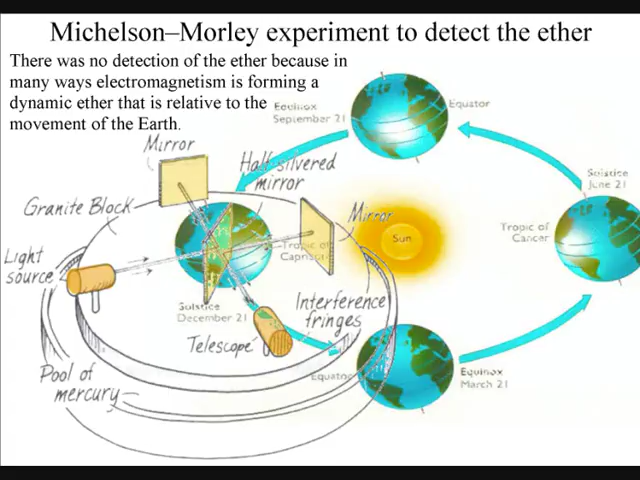 Michelson–Morley experiment to detect the ether
There was no detection of the ether because in
many ways electromagnetism is forming a
dynamic ether that is relative to the
movement of the Earth.
Equinox
September 21
Equator
Mirror
Half-silvered
mirror
Solstice
June 21
Granite Block
Mirror
Tropic of
Cancer
Sun
Light
source
Tropic of
Capricorn
Interference
fringes
Solstice
December 21
Telescope
Pool of
mercury
Equator
Equinox
March 21